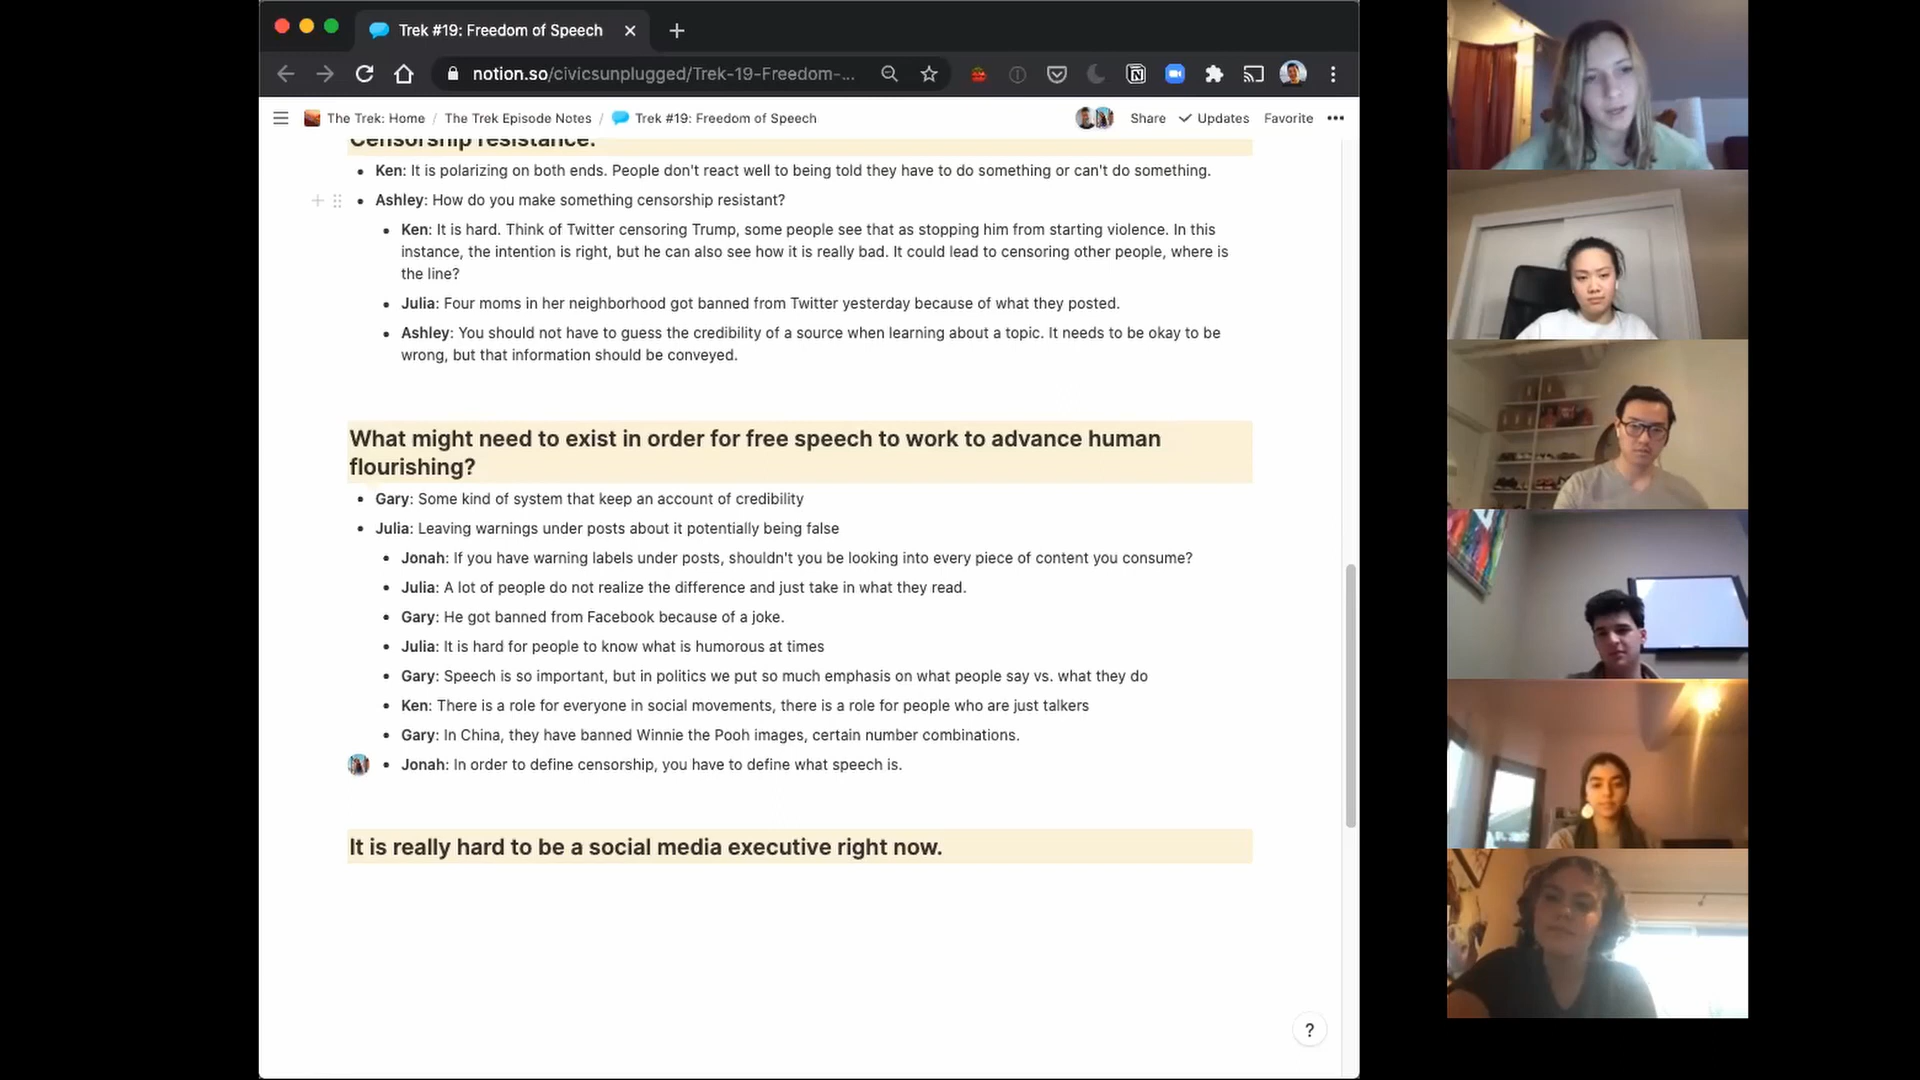 Trek #19: Freedom of Speech
notion.so/civicsunplugged/Trek-19-Freedom-...
The Trek: Home / The Trek Episode Notes / Trek #19: Freedom of Speech
Share Updates Favorite
Censorship resistance.
Ken: It is polarizing on both ends. People don't react well to being told they have to do something or can't do something.
Ashley: How do you make something censorship resistant?
Ken: It is hard. Think of Twitter censoring Trump, some people see that as stopping him from starting violence. In this
instance, the intention is right, but he can also see how it is really bad. It could lead to censoring other people, where is
the line?
Julia: Four moms in her neighborhood got banned from Twitter yesterday because of what they posted.
Ashley: You should not have to guess the credibility of a source when learning about a topic. It needs to be okay to be
wrong, but that information should be conveyed.
What might need to exist in order for free speech to work to advance human
flourishing?
Gary: Some kind of system that keep an account of credibility
Julia: Leaving warnings under posts about it potentially being false
Jonah: If you have warning labels under posts, shouldn't you be looking into every piece of content you consume?
Julia: A lot of people do not realize the difference and just take in what they read.
Gary: He got banned from Facebook because of a joke.
Julia: It is hard for people to know what is humorous at times
Gary: Speech is so important, but in politics we put so much emphasis on what people say vs. what they do
Ken: There is a role for everyone in social movements, there is a role for people who are just talkers
Gary: In China, they have banned Winnie the Pooh images, certain number combinations.
Jonah: In order to define censorship, you have to define what speech is.
It is really hard to be a social media executive right now.
?